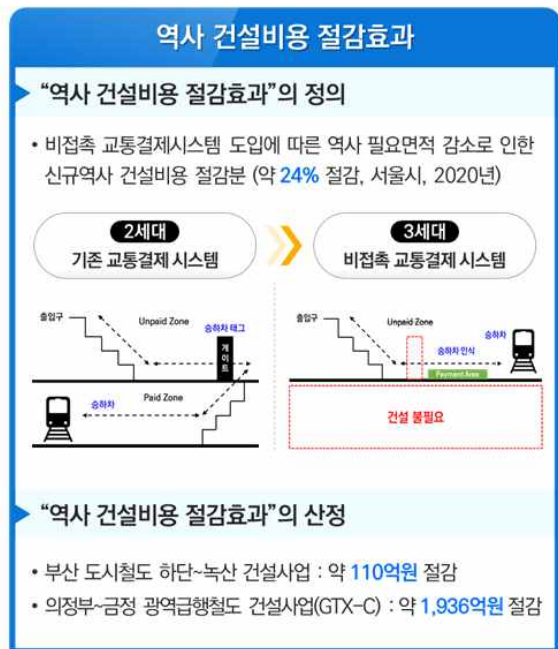 역사 건설비용 절감효과
“역사 건설비용 절감효과”의 정의
• 비접촉 교통결제시스템 도입에 따른 역사 필요면적 감소로 인한
신규역사 건설비용 절감분 (약 24% 절감, 서울시, 2020년)
2세대
기존 교통결제 시스템
3세대
비접촉 교통결제 시스템
출입구
Unpaid Zone
승하차 태그
게이트
승하차
Paid Zone
출입구
Unpaid Zone
승하차
승하차 인식
Payment Area
건설 불필요
“역사 건설비용 절감효과”의 산정
• 부산 도시철도 하단~녹산 건설사업 : 약 110억원 절감
• 의정부~금정 광역급행철도 건설사업(GTX-C) : 약 1,936억원 절감